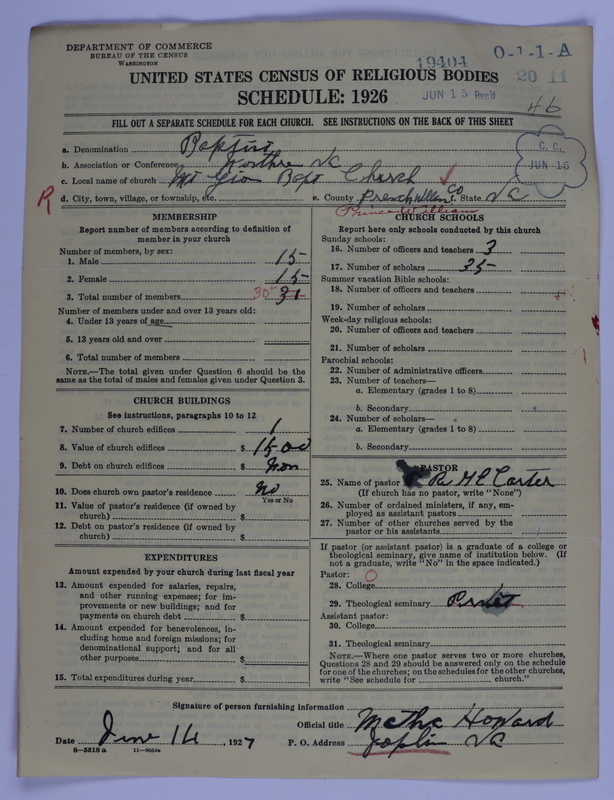 DEPARTMENT OF COMMERCE
BUREAU OF THE CENSUS
WASHINGTON
19404
0-1-1-A
UNITED STATES CENSUS OF RELIGIOUS BODIES
20 11
SCHEDULE: 1926
JUN 15 Rec'd
46
FILL OUT A SEPARATE SCHEDULE FOR EACH CHURCH. SEE INSTRUCTIONS ON THE BACK OF THIS SHEET
C. C.
JUN 16
a. Denomination Baptist
b. Association or Conference Northre Va
c. Local name of church Mt Zion Bapt Church
R
d. City, town, village, or township, etc.
e. County Co f. State Va
Prince William
MEMBERSHIP
Report number of members according to definition of member in your church
Number of members, by sex:
1. Male 15
2. Female 15
3. Total number of members 30 31
Number of members under and over 13 years old:
4. Under 13 years of age
5. 13 years old and over
6. Total number of members
NOTE.—The total given under Question 6 should be
same as the total of males and females given under Question 3.
CHURCH BUILDINGS
See instructions, paragraphs 10 to 12
7. Number of church edifices 1
8. Value of church edifices $ 1500
9. Debt on church edifices $ Non
10. Does church own pastor's residence No
Yes or No
11. Value of pastor's residence (if owned by
church) $
12. Debt on pastor's residence (if owned by
church) $
EXPENDITURES
Amount expended by your church during last fiscal year
13. Amount expended for salaries, repairs,
and other running expenses; for im-
provements or new buildings; and for
payments on church debt $
14. Amount expended for benevolences, in-
cluding home and foreign missions; for
denominational support; and for all
other purposes $
15. Total expenditures during year $
CHURCH SCHOOLS
Report here only schools conducted by this church
Sunday schools:
16. Number of officers and teachers 3
17. Number of scholars 35
Summer vacation Bible schools:
18. Number of officers and teachers
19. Number of scholars
Week-day religious schools:
20. Number of officers and teachers
21. Number of scholars
Parochial schools:
22. Number of administrative officers
23. Number of teachers—
a. Elementary (grades 1 to 8)
b. Secondary
24. Number of scholars—
a. Elementary (grades 1 to 8)
b. Secondary
PASTOR
25. Name of pastor Carter
(If church has no pastor, write "None")
26. Number of ordained ministers, if any, em-
ployed as assistant pastors
27. Number of other churches served by the
pastor or his assistants
If pastor (or assistant pastor) is a graduate of a college or
theological seminary, give name of institution below. (If
not a graduate, write "No" in the space indicated.)
Pastor:
28. College O
29. Theological seminary
Assistant pastor:
30. College
31. Theological seminary
NOTE.—Where one pastor serves two or more churches,
Questions 28 and 29 should be answered only on the schedule
for one of the churches; on the schedules for the other churches,
write "See schedule for church."
Signature of person furnishing information
Official title Matha Howard
Date June 14, 1927 P. O. Address Joplin Va
8—5518 a 11—9054a